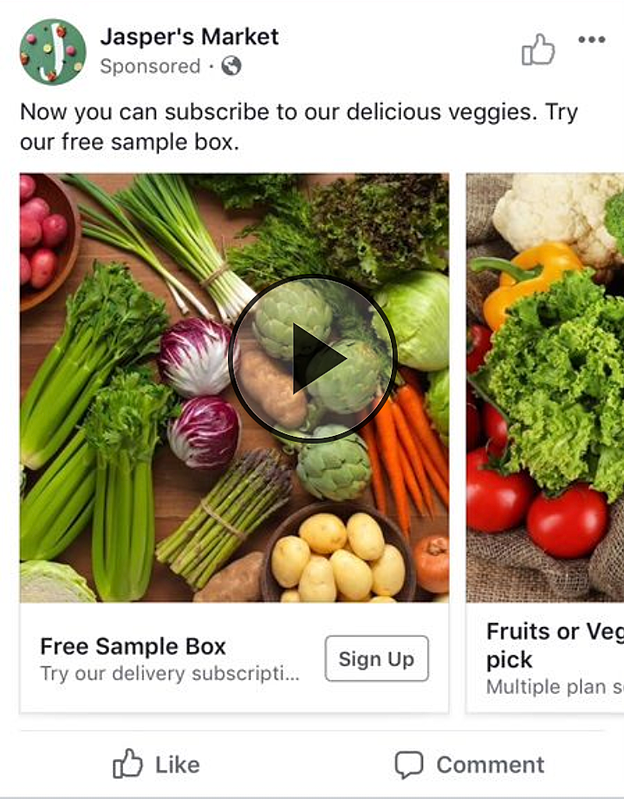 Jasper's Market
Sponsored ·
Now you can subscribe to our delicious veggies. Try
our free sample box.
Free Sample Box
Try our delivery subscripti...
Sign Up
Fruits or Veg
pick
Multiple plan s
Like
Comment